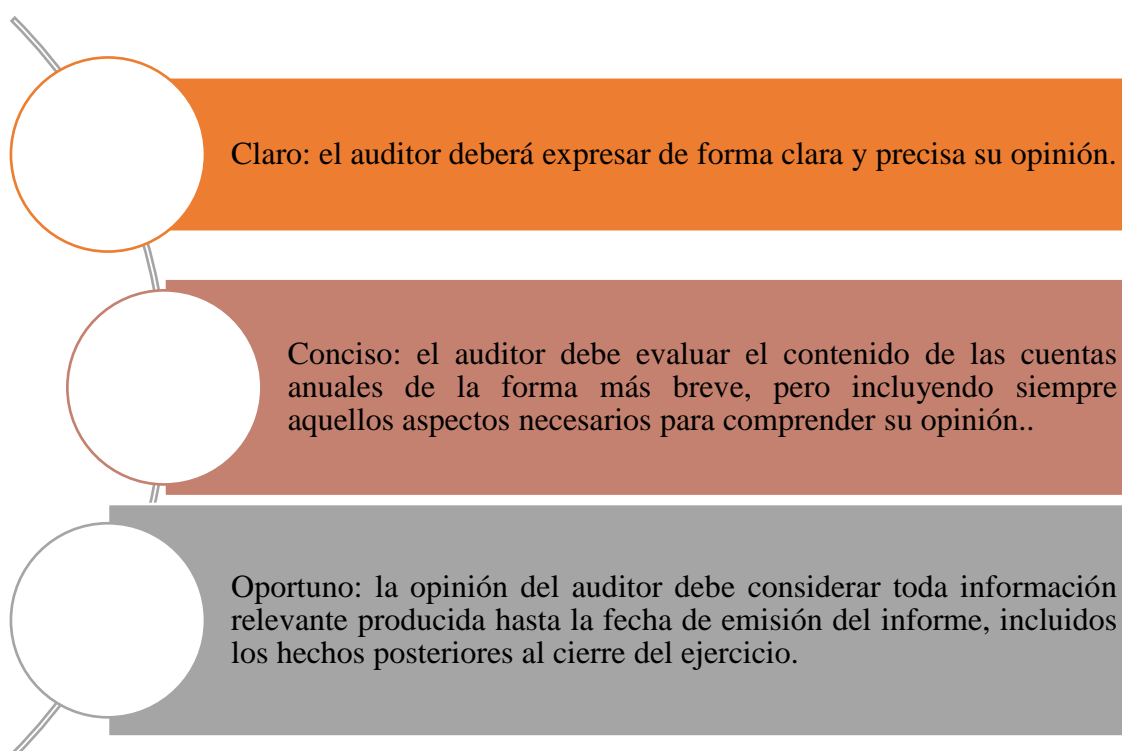 Claro: el auditor deberá expresar de forma clara y precisa su opinión.
Conciso: el auditor debe evaluar el contenido de las cuentas
anuales de la forma más breve, pero incluyendo siempre
aquellos aspectos necesarios para comprender su opinión..
Oportuno: la opinión del auditor debe considerar toda información
relevante producida hasta la fecha de emisión del informe, incluidos
los hechos posteriores al cierre del ejercicio.